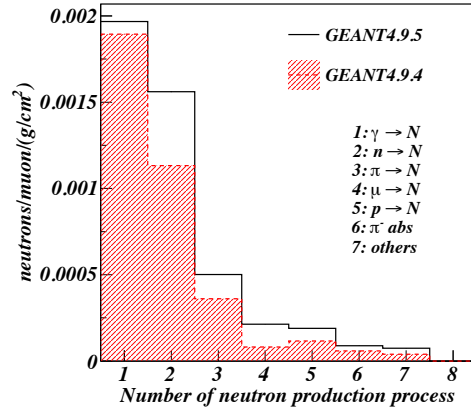 0.002
0.0015
0.001
0.0005
0
neutrons/muon/(g/cm²)
GEANT4.9.5
GEANT4.9.4
1: γ → N
2: n → N
3: π → N
4: μ → N
5: p → N
6: π⁻ abs
7: others
1 2 3 4 5 6 7 8
Number of neutron production process